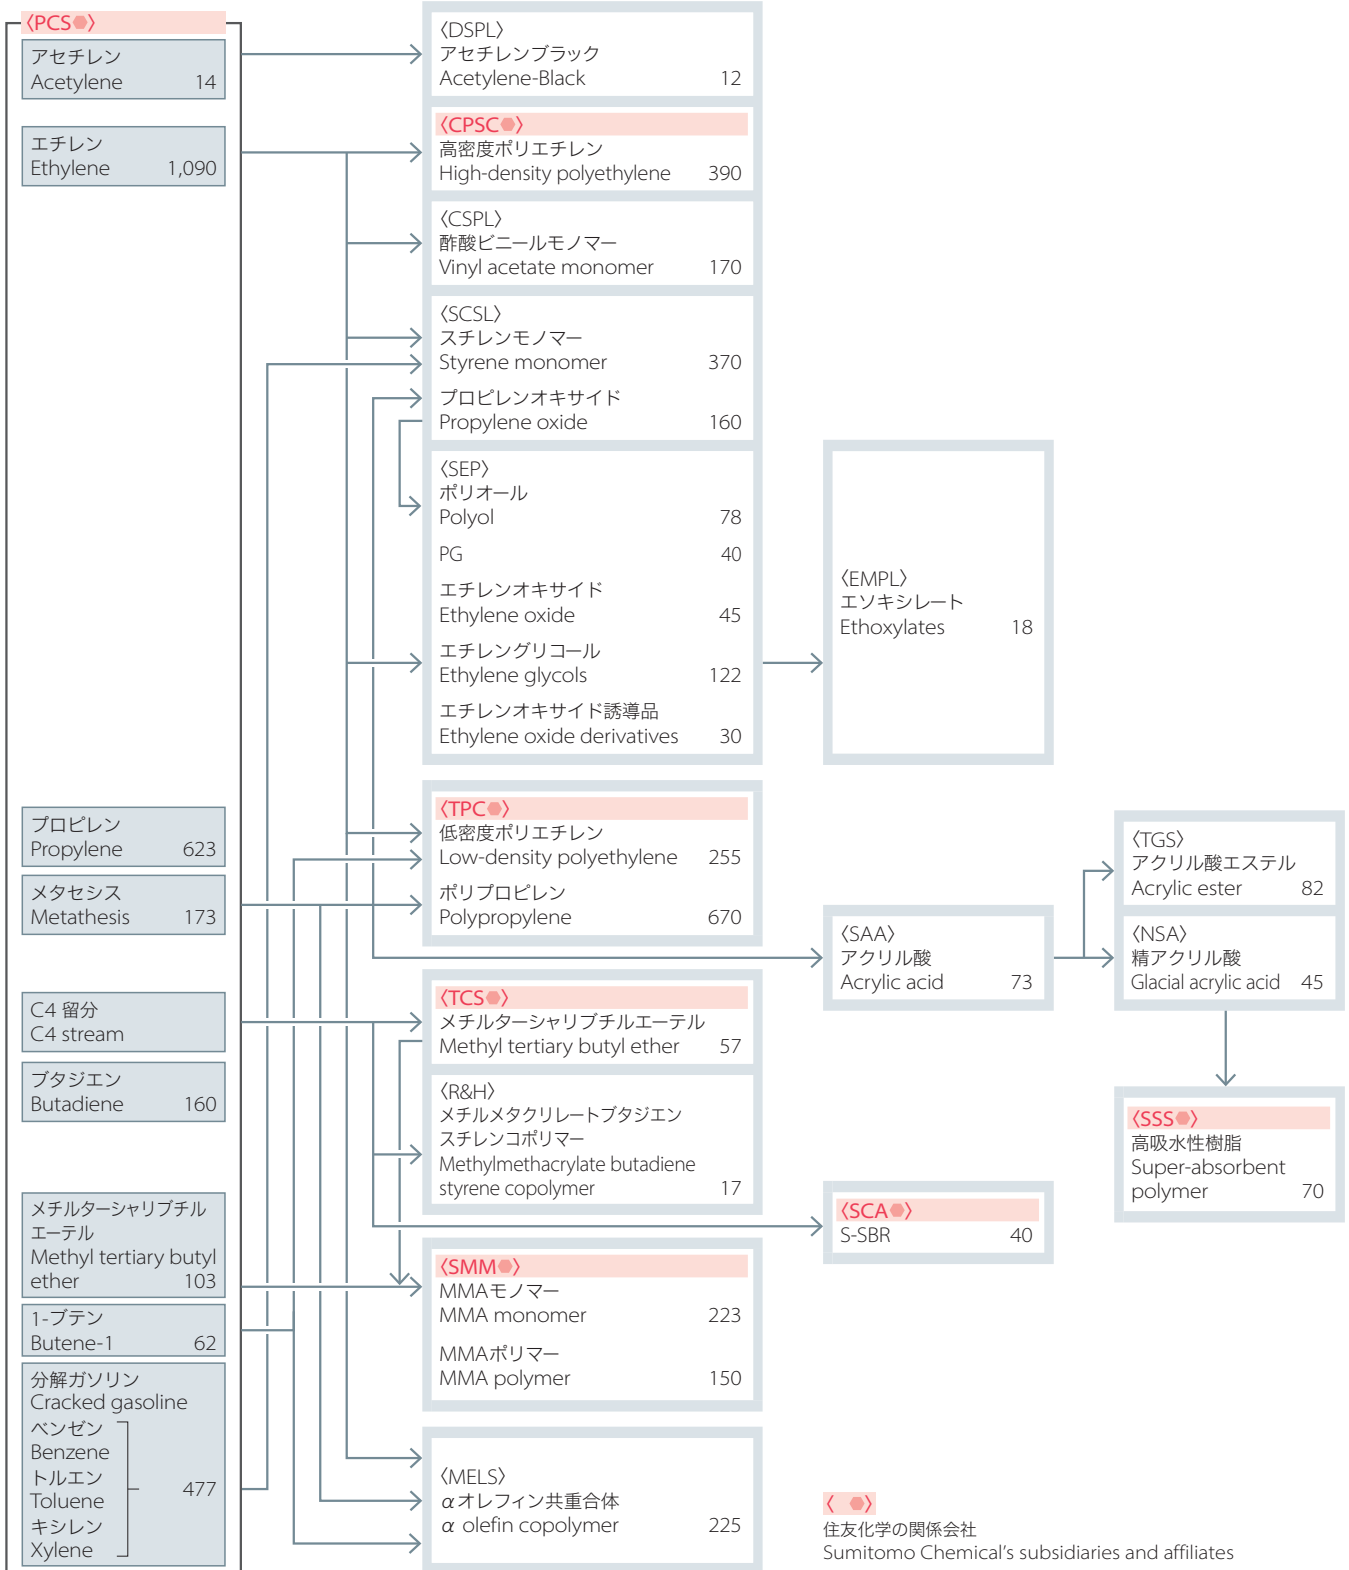 〈PCS⬣〉
アセチレン
Acetylene 14
エチレン
Ethylene 1,090
プロピレン
Propylene 623
メタセシス
Metathesis 173
C4 留分
C4 stream
ブタジエン
Butadiene 160
メチルターシャリブチル
エーテル
Methyl tertiary butyl
ether 103
1-ブテン
Butene-1 62
分解ガソリン
Cracked gasoline
ベンゼン
Benzene
トルエン
Toluene 477
キシレン
Xylene
〈DSPL〉
アセチレンブラック
Acetylene-Black 12
〈CPSC⬣〉
高密度ポリエチレン
High-density polyethylene 390
〈CSPL〉
酢酸ビニールモノマー
Vinyl acetate monomer 170
〈SCSL〉
スチレンモノマー
Styrene monomer 370
プロピレンオキサイド
Propylene oxide 160
〈SEP〉
ポリオール
Polyol 78
PG 40
エチレンオキサイド
Ethylene oxide 45
エチレングリコール
Ethylene glycols 122
エチレンオキサイド誘導品
Ethylene oxide derivatives 30
〈EMPL〉
エソキシレート
Ethoxylates 18
〈TPC⬣〉
低密度ポリエチレン
Low-density polyethylene 255
ポリプロピレン
Polypropylene 670
〈SAA〉
アクリル酸
Acrylic acid 73
〈TGS〉
アクリル酸エステル
Acrylic ester 82
〈NSA〉
精アクリル酸
Glacial acrylic acid 45
〈SSS⬣〉
高吸水性樹脂
Super-absorbent
polymer 70
〈TCS⬣〉
メチルターシャリブチルエーテル
Methyl tertiary butyl ether 57
〈R&H〉
メチルメタクリレートブタジエン
スチレンコポリマー
Methylmethacrylate butadiene
styrene copolymer 17
〈SCA⬣〉
S-SBR 40
〈SMM⬣〉
MMAモノマー
MMA monomer 223
MMAポリマー
MMA polymer 150
〈MELS〉
αオレフィン共重合体
α olefin copolymer 225
〈 ⬣〉
住友化学の関係会社
Sumitomo Chemical's subsidiaries and affiliates